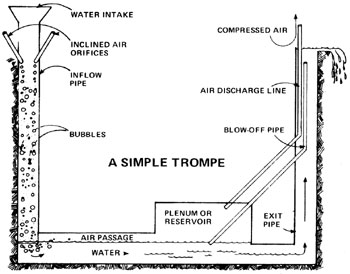 WATER INTAKE
COMPRESSED AIR
INCLINED AIR
ORIFICES
INFLOW
PIPE
AIR DISCHARGE LINE
BLOW-OFF PIPE
BUBBLES
A SIMPLE TROMPE
PLENUM OR
RESERVOIR
EXIT
PIPE
AIR PASSAGE
WATER